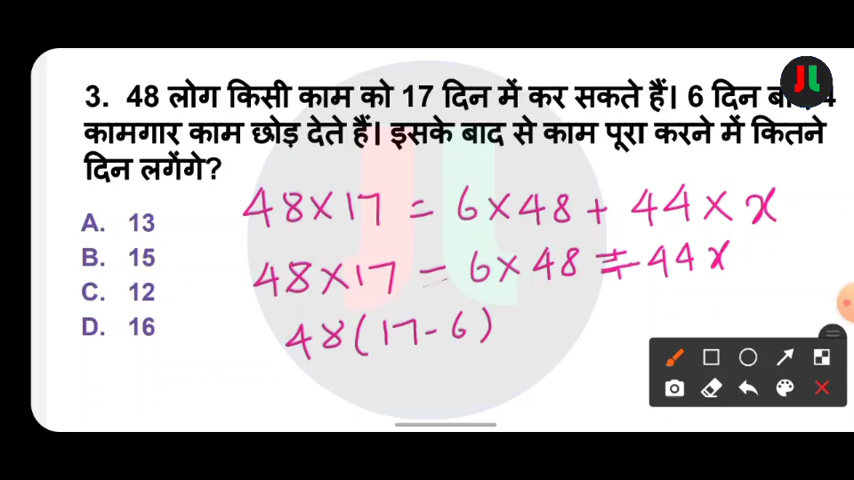 3. 48 लोग किसी काम को 17 दिन में कर सकते हैं। 6 दिन 4
कामगार काम छोड़ देते हैं। इसके बाद से काम पूरा करने में कितने
दिन लगेंगे?
48×17 = 6×48 + 44× x
A. 13
B. 15
48×17 = 6×48 + 44x
C. 12
D. 16
48(17-6)